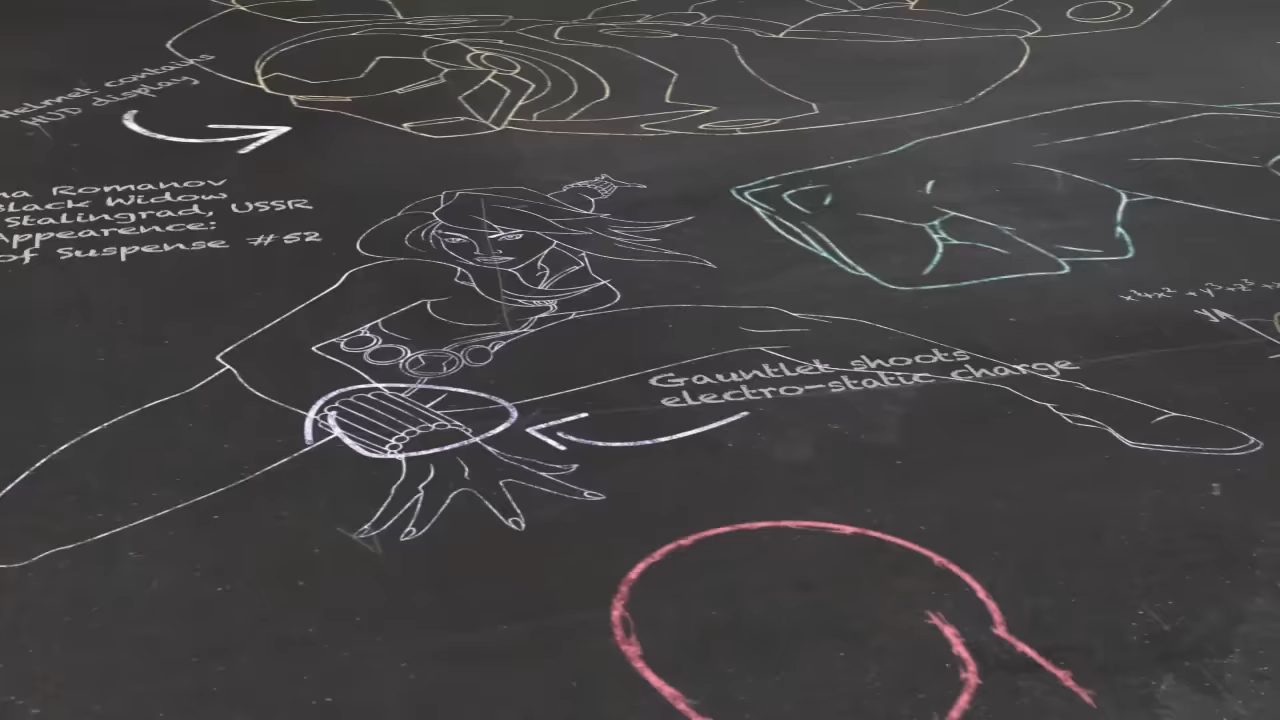 Helmet contains
HUD display
na Romanov
Black Widow
Stalingrad, USSR
Appearence:
of Suspense #52
Gauntlet shoots
electro-static charge